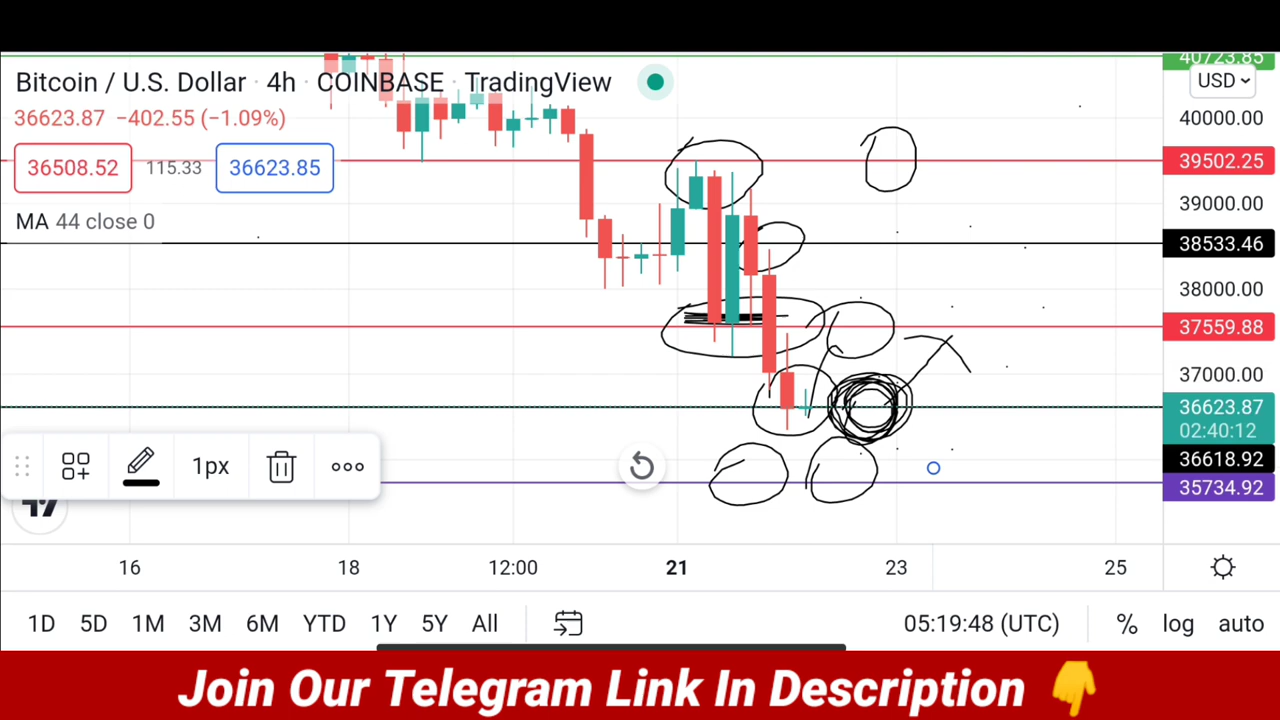 40723.85
Bitcoin / U.S. Dollar · 4h · COINBASE · TradingView
USD
36623.87 −402.55 (−1.09%)
40000.00
36508.52 115.33 36623.85
39502.25
39000.00
MA 44 close 0
38533.46
38000.00
37559.88
37000.00
36623.87
02:40:12
1px
36618.92
35734.92
16 18 12:00 21 23 25
1D 5D 1M 3M 6M YTD 1Y 5Y All 05:19:48 (UTC) % log auto
Join Our Telegram Link In Description 👇